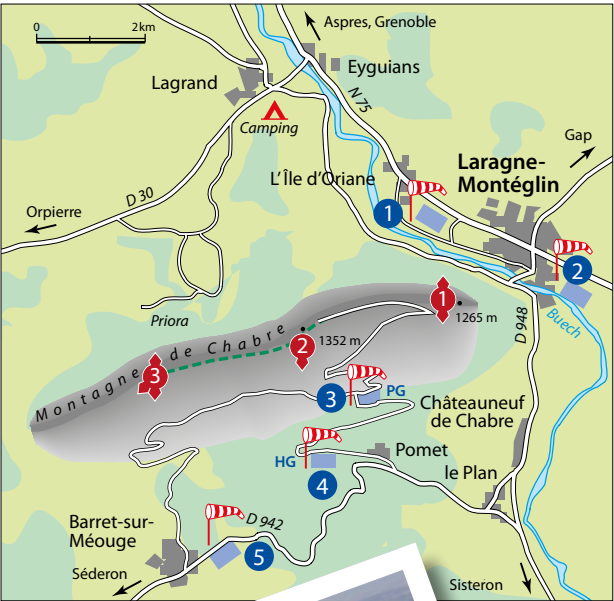 0 2km
Aspres, Grenoble
Eyguians
Lagrand
N 75
Camping
L'Île d'Oriane
Laragne-
Montéglin
Gap
1
2
D 30
Orpierre
Priora
Buech
D 948
1
1265 m
Montagne de Chabre
2
1352 m
3
3
PG
Châteauneuf
de Chabre
HG
4
Pomet
le Plan
Barret-sur-
Méouge
D 942
5
Séderon
Sisteron